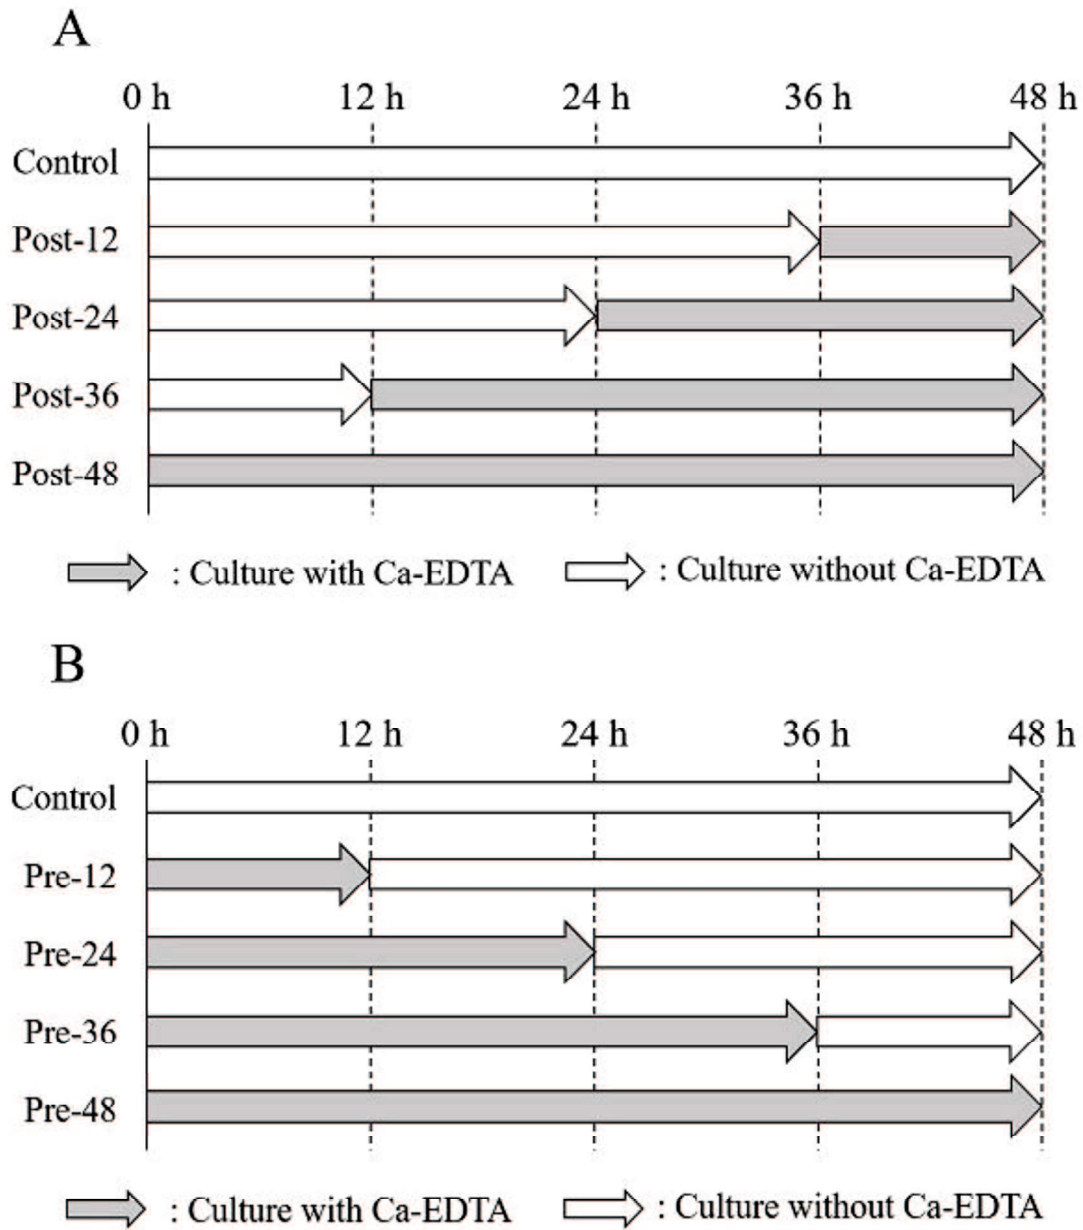 A
0 h 12 h 24 h 36 h 48 h
Control
Post-12
Post-24
Post-36
Post-48
: Culture with Ca-EDTA : Culture without Ca-EDTA
B
0 h 12 h 24 h 36 h 48 h
Control
Pre-12
Pre-24
Pre-36
Pre-48
: Culture with Ca-EDTA : Culture without Ca-EDTA